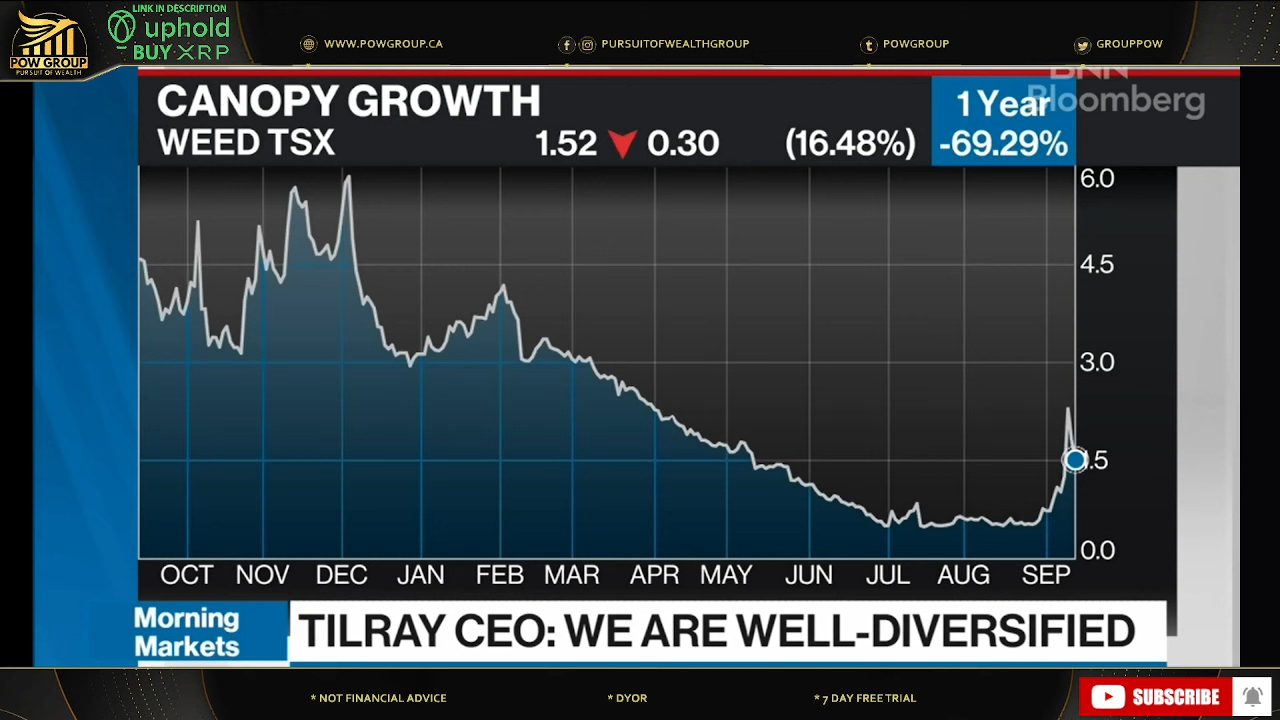 LINK IN DESCRIPTION
uphold
BUY XRP
POW GROUP
PURSUIT OF WEALTH
WWW.POWGROUP.CA
PURSUITOFWEALTHGROUP
POWGROUP
GROUPPOW
BNN
Bloomberg
CANOPY GROWTH
WEED TSX
1.52 ▼ 0.30 (16.48%)
1 Year
-69.29%
6.0
4.5
3.0
.5
0.0
OCT NOV DEC JAN FEB MAR APR MAY JUN JUL AUG SEP
Morning
Markets
TILRAY CEO: WE ARE WELL-DIVERSIFIED
* NOT FINANCIAL ADVICE
* DYOR
* 7 DAY FREE TRIAL
SUBSCRIBE